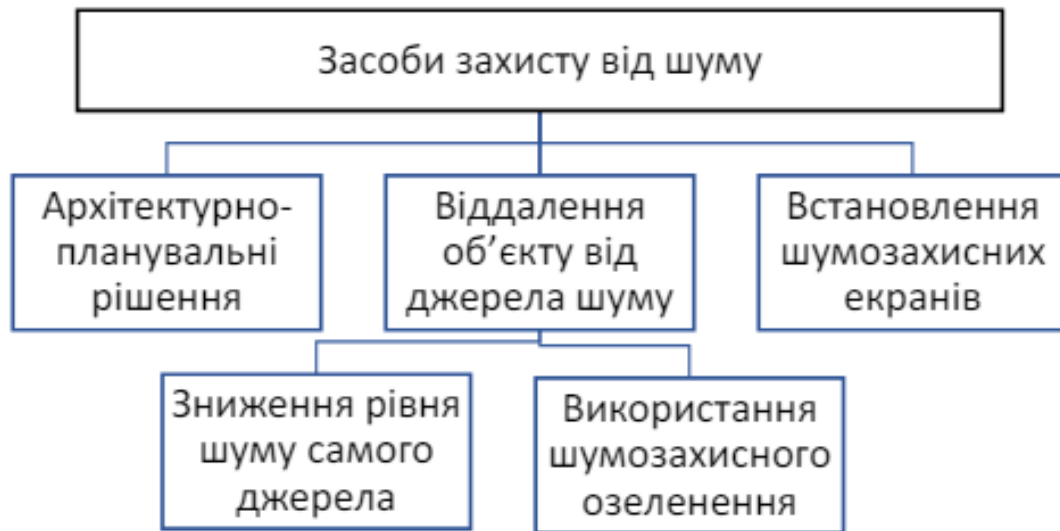 Засоби захисту від шуму
Архітектурно-
планувальні
рішення
Віддалення
об’єкту від
джерела шуму
Встановлення
шумозахисних
екранів
Зниження рівня
шуму самого
джерела
Використання
шумозахисного
озеленення